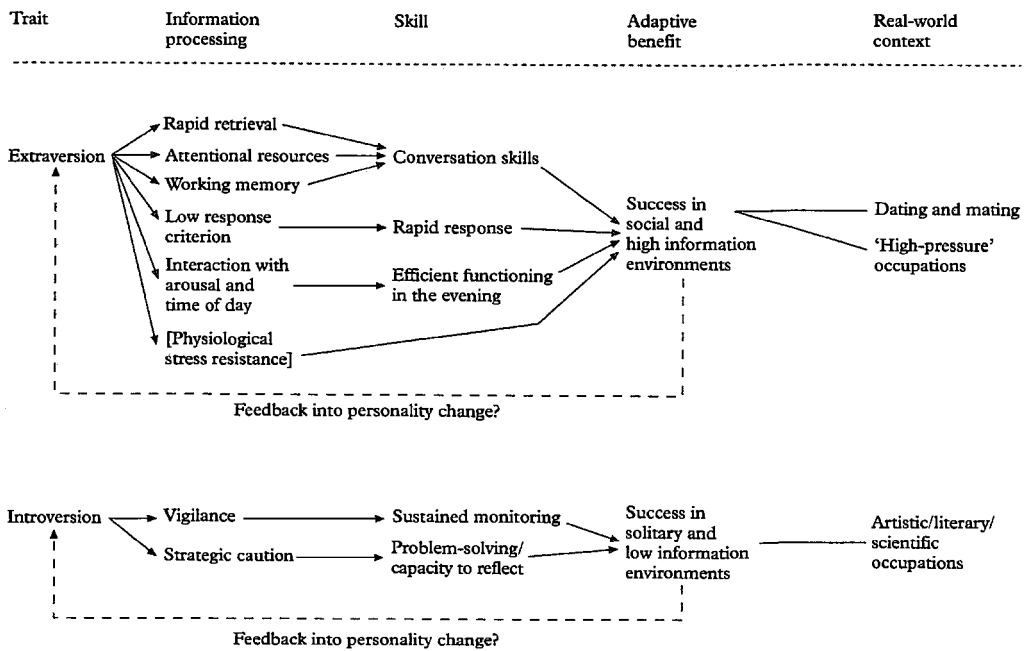 Trait
Information
processing
Skill
Adaptive
benefit
Real-world
context
Rapid retrieval
Extraversion
Attentional resources
Conversation skills
Working memory
Low response
criterion
Rapid response
Success in
social and
high information
environments
Dating and mating
'High-pressure'
occupations
Interaction with
arousal and
time of day
Efficient functioning
in the evening
[Physiological
stress resistance]
Feedback into personality change?
Introversion
Vigilance
Sustained monitoring
Strategic caution
Problem-solving/
capacity to reflect
Success in
solitary and
low information
environments
Artistic/literary/
scientific
occupations
Feedback into personality change?